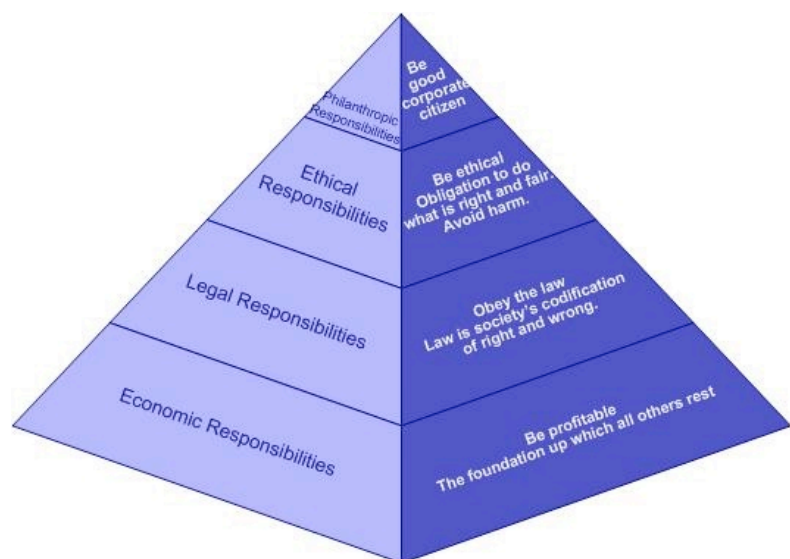 Philanthropic
Responsibilities
Be
good
corporate
citizen
Ethical
Responsibilities
Be ethical
Obligation to do
what is right and fair.
Avoid harm.
Legal Responsibilities
Obey the law
Law is society's codification
of right and wrong.
Economic Responsibilities
Be profitable
The foundation up which all others rest